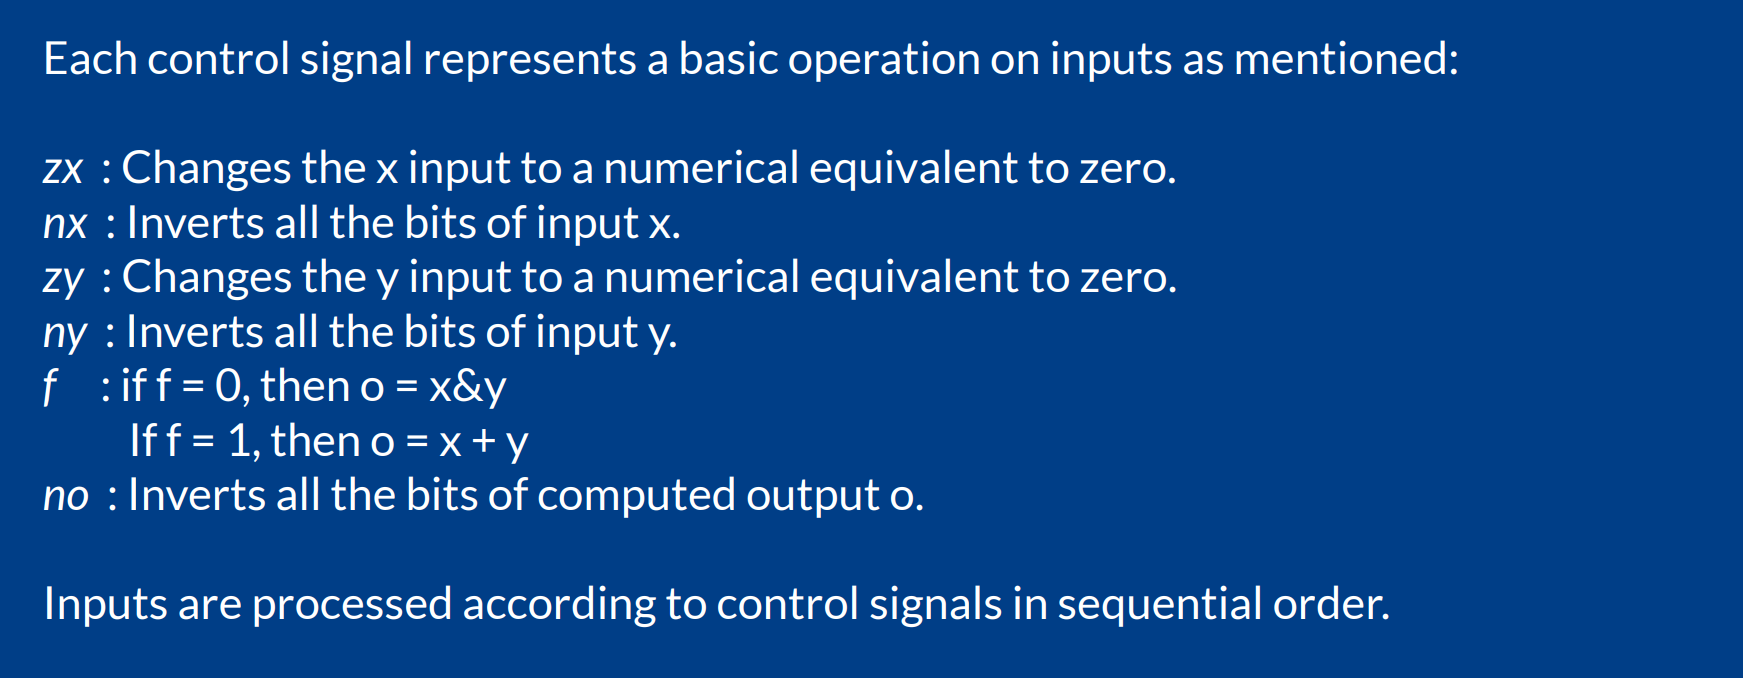 Each control signal represents a basic operation on inputs as mentioned:
zx : Changes the x input to a numerical equivalent to zero.
nx : Inverts all the bits of input x.
zy : Changes the y input to a numerical equivalent to zero.
ny : Inverts all the bits of input y.
f : if f = 0, then o = x&y
If f = 1, then o = x + y
no : Inverts all the bits of computed output o.
Inputs are processed according to control signals in sequential order.